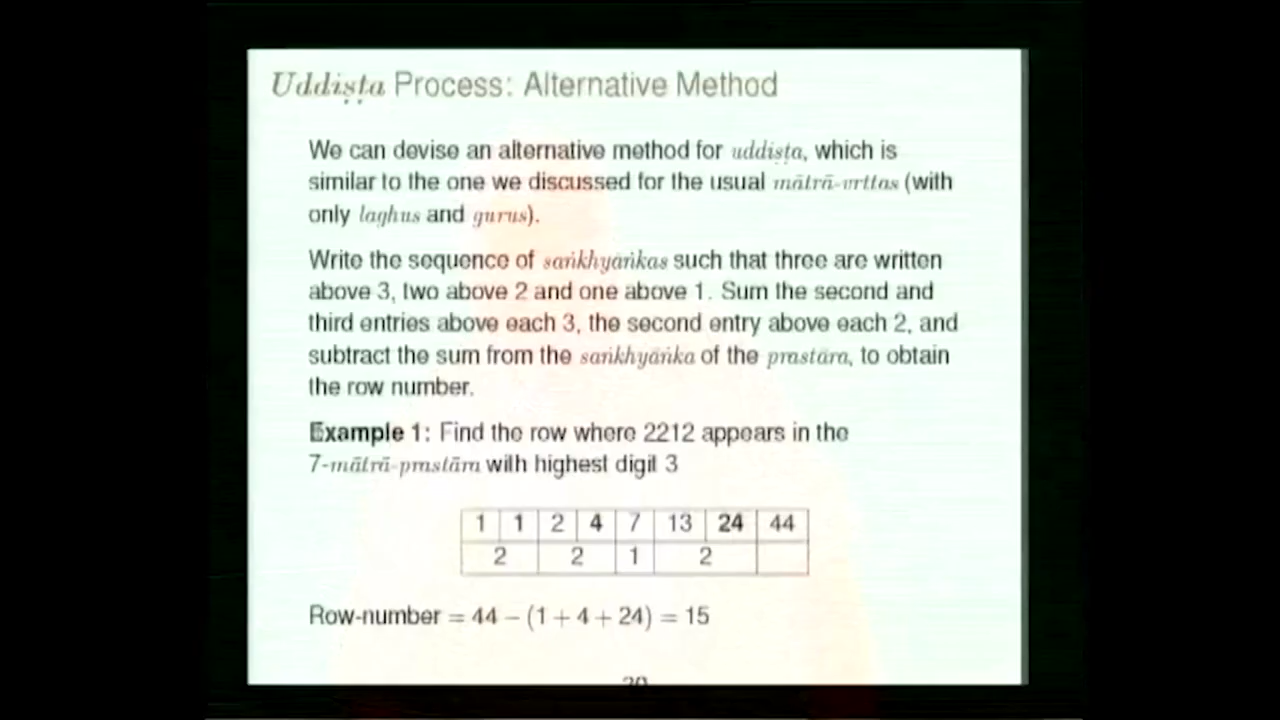 Uddiṣṭa Process: Alternative Method
We can devise an alternative method for uddiṣṭa, which is
similar to the one we discussed for the usual mātrā-vṛttas (with
only laghus and gurus).
Write the sequence of saṅkhyāṅkas such that three are written
above 3, two above 2 and one above 1. Sum the second and
third entries above each 3, the second entry above each 2, and
subtract the sum from the saṅkhyāṅka of the prastāra, to obtain
the row number.
Example 1: Find the row where 2212 appears in the
7-mātrā-prastāra with highest digit 3
1 1 2 4 7 13 24 44
2 2 1 2
Row-number = 44 − (1 + 4 + 24) = 15